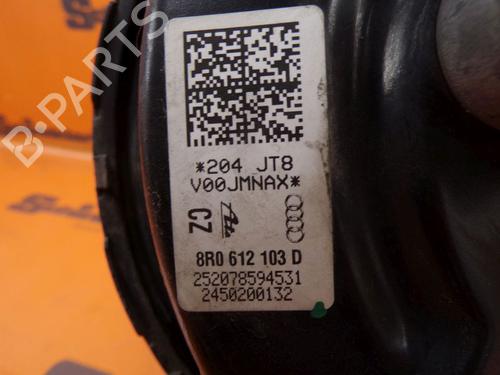 B-PARTS
*204 JT8
V00JMNAX*
CZ
8R0 612 103 D
252078594531
2450200132